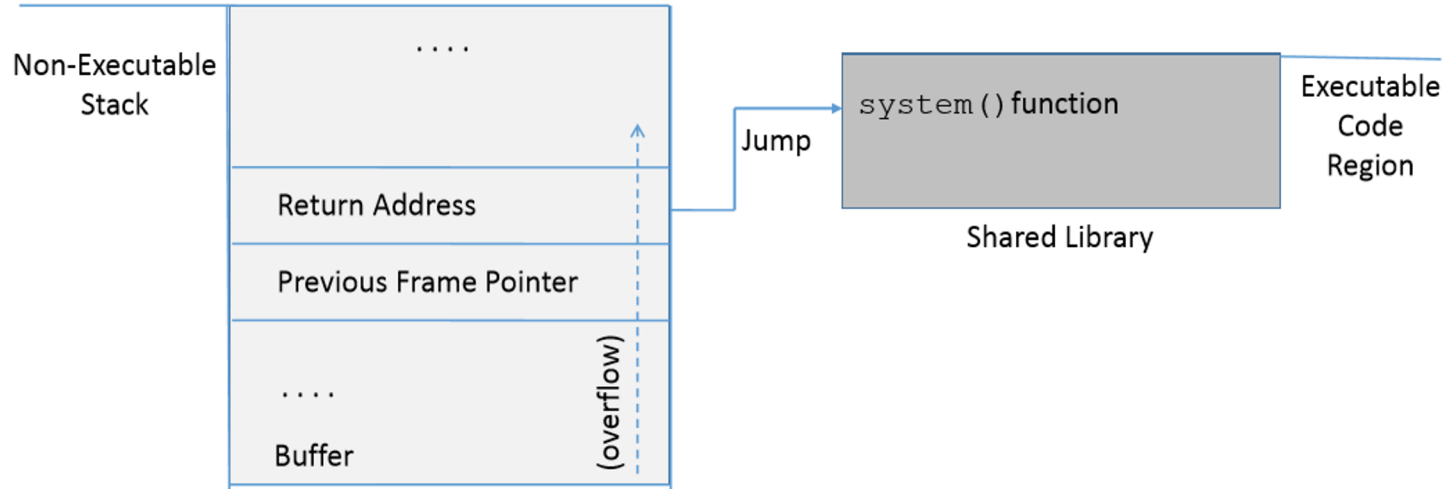 Non-Executable
Stack
. . . .
Return Address
Previous Frame Pointer
. . . .
Buffer
(overflow)
Jump
system() function
Shared Library
Executable
Code
Region